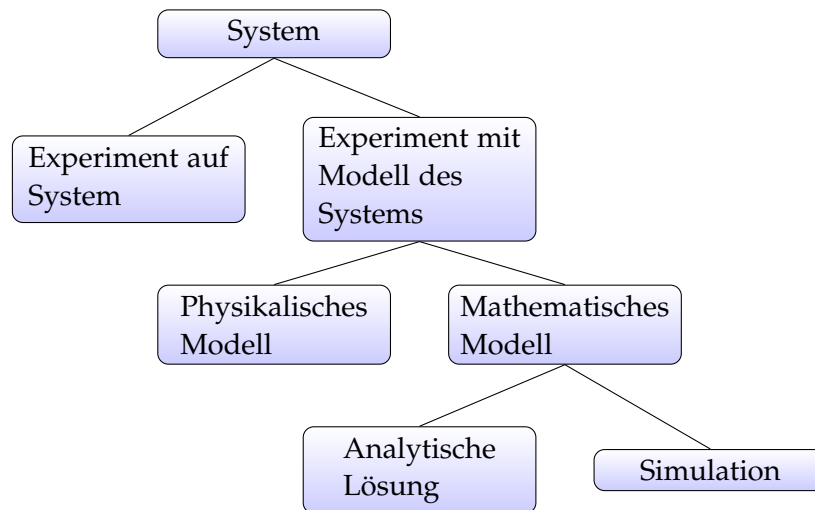 System
Experiment auf
System
Experiment mit
Modell des
Systems
Physikalisches
Modell
Mathematisches
Modell
Analytische
Lösung
Simulation